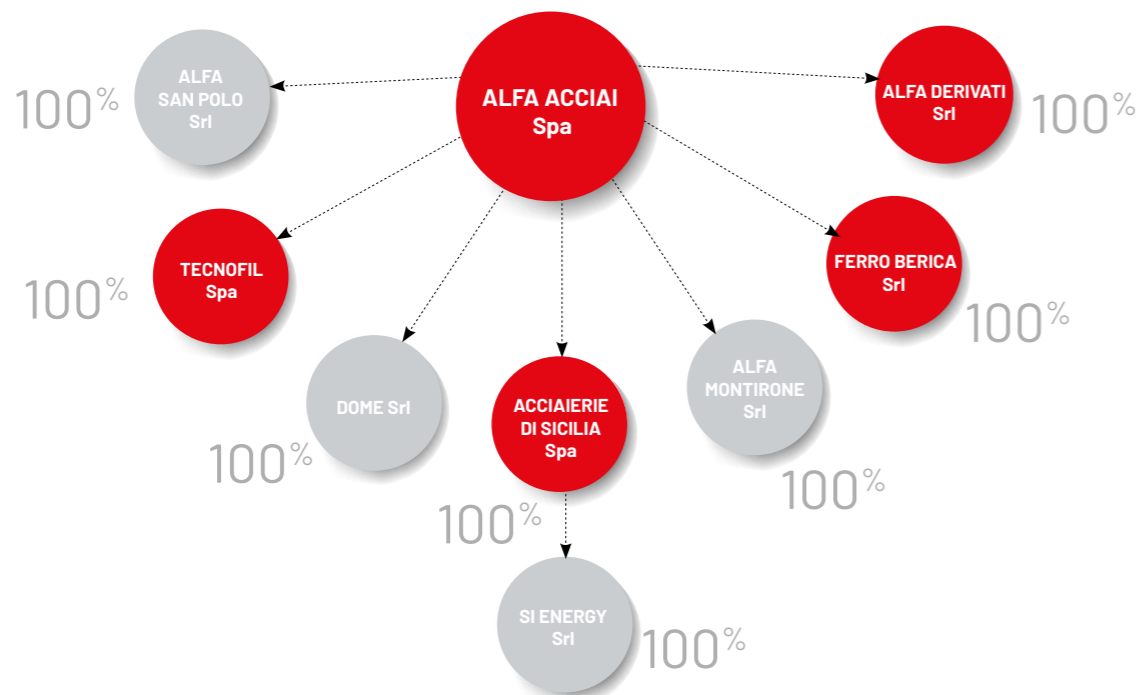 ALFA ACCIAI
Spa
ALFA
SAN POLO
Srl
100%
ALFA DERIVATI
Srl
100%
TECNOFIL
Spa
100%
FERRO BERICA
Srl
100%
DOME Srl
100%
ACCIAIERIE
DI SICILIA
Spa
100%
ALFA
MONTIRONE
Srl
100%
SI ENERGY
Srl
100%